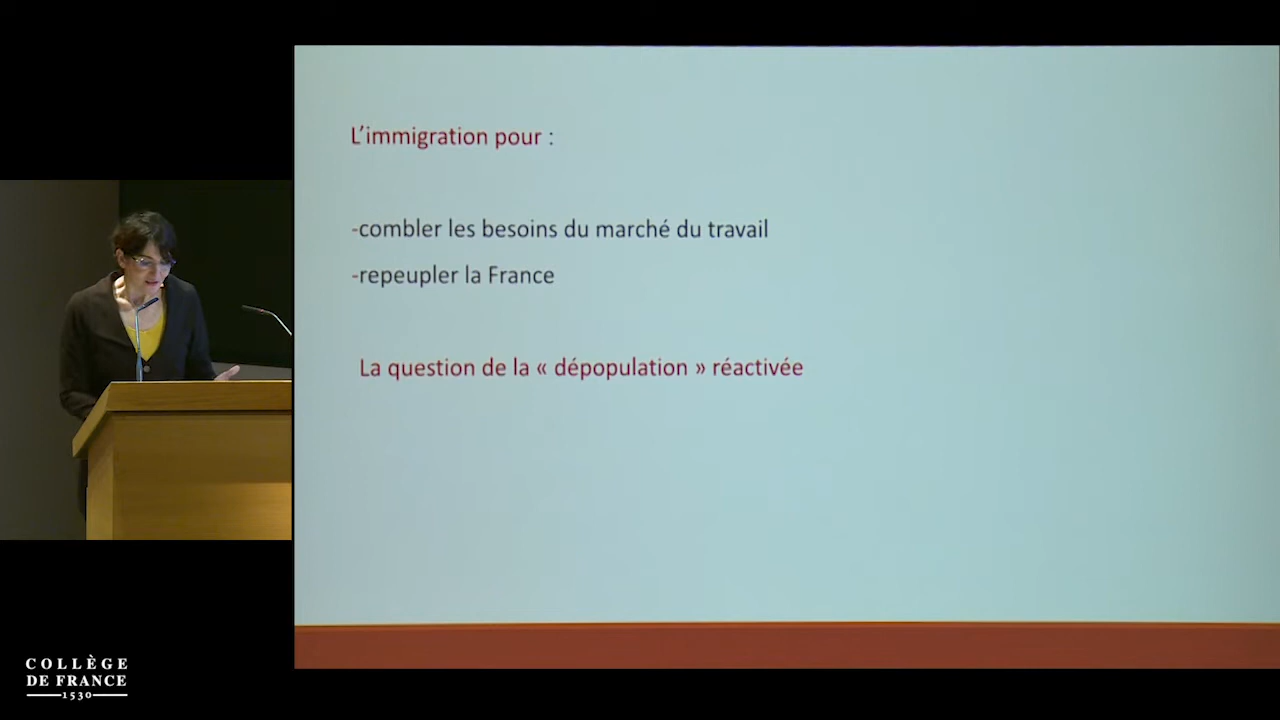 L'immigration pour :
-combler les besoins du marché du travail
-repeupler la France
La question de la « dépopulation » réactivée
COLLÈGE
DE FRANCE
1530